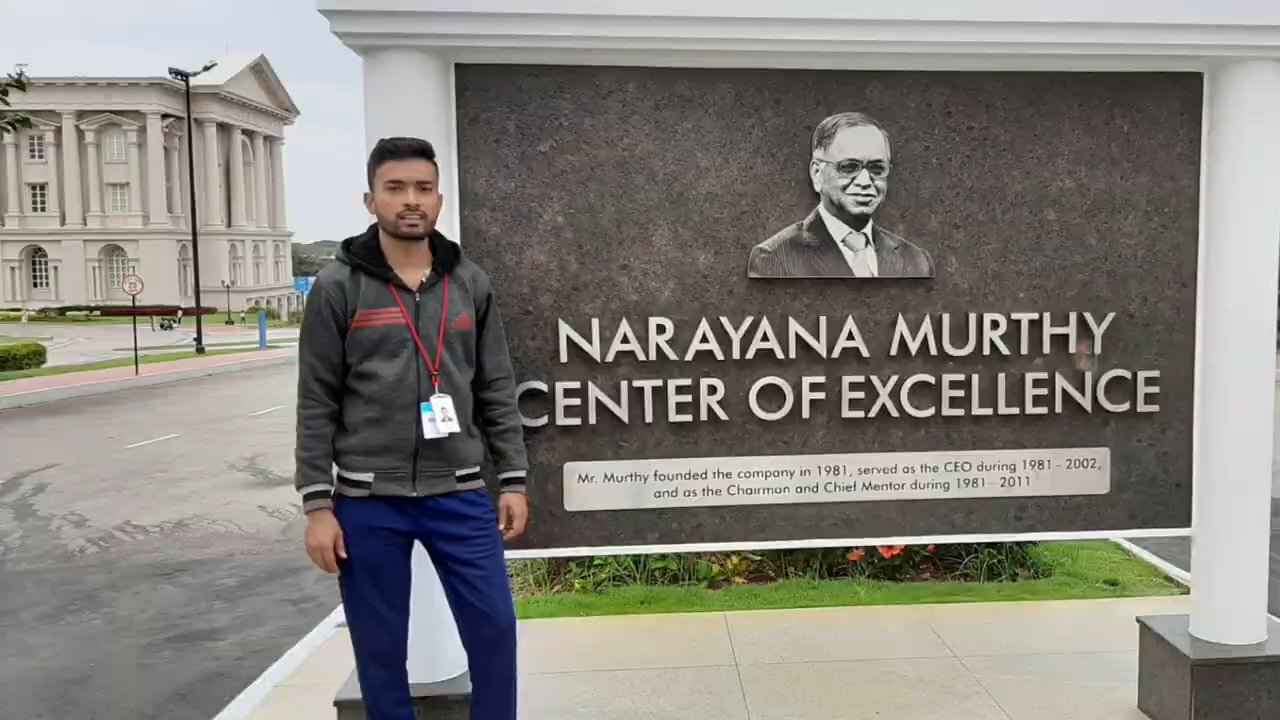 NARAYANA MURTHY
CENTER OF EXCELLENCE
Mr. Murthy founded the company in 1981, served as the CEO during 1981 - 2002,
and as the Chairman and Chief Mentor during 1981 - 2011